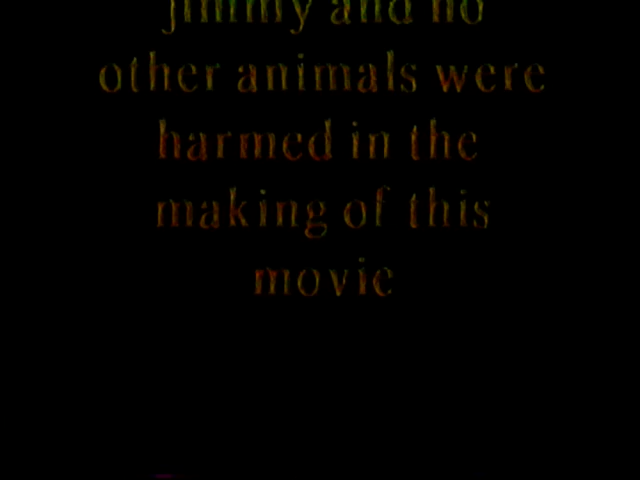 jimmy and no
other animals were
harmed in the
making of this
movie